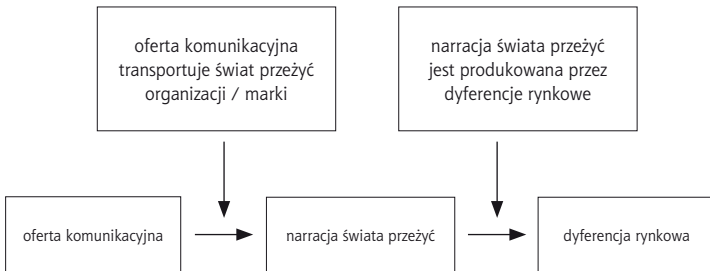 oferta komunikacyjna
transportuje świat przeżyć
organizacji / marki
narracja świata przeżyć
jest produkowana przez
dyferencje rynkowe
oferta komunikacyjna
narracja świata przeżyć
dyferencja rynkowa